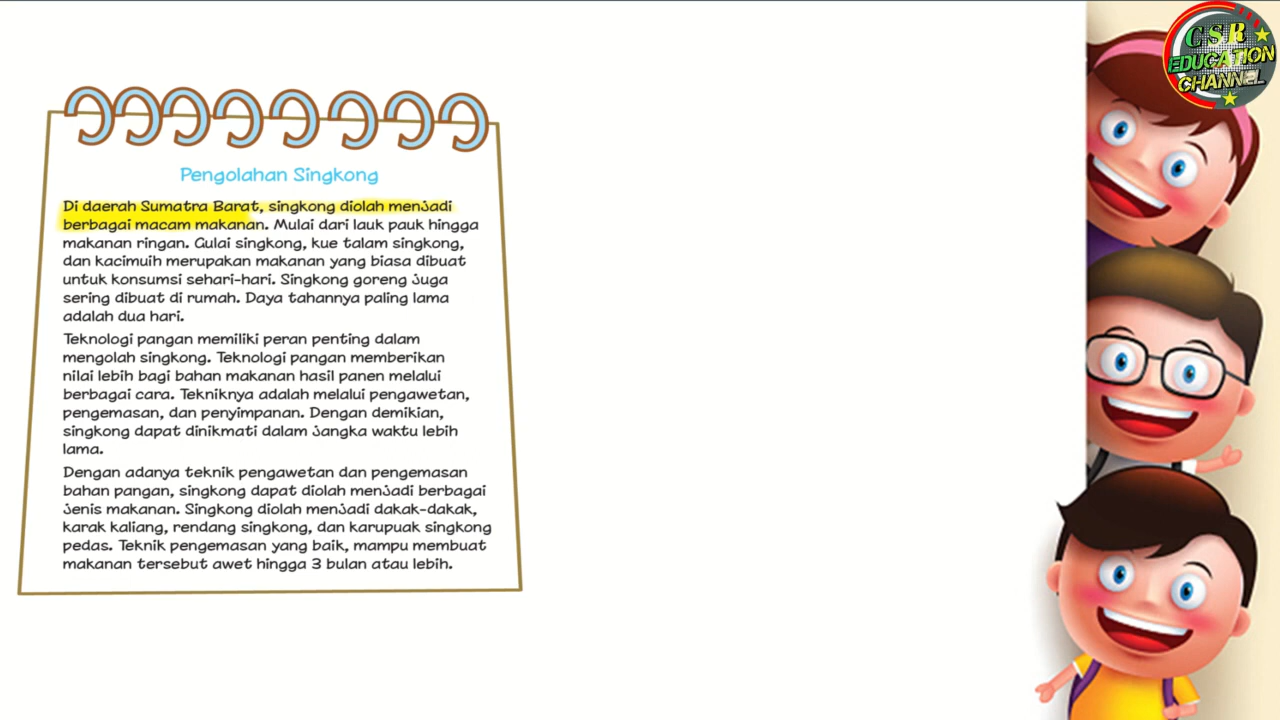 CSR
EDUCATION
CHANNEL
Pengolahan Singkong
Di daerah Sumatra Barat, singkong diolah menjadi
berbagai macam makanan. Mulai dari lauk pauk hingga
makanan ringan. Gulai singkong, kue talam singkong,
dan kacimuih merupakan makanan yang biasa dibuat
untuk konsumsi sehari-hari. Singkong goreng juga
sering dibuat di rumah. Daya tahannya paling lama
adalah dua hari.
Teknologi pangan memiliki peran penting dalam
mengolah singkong. Teknologi pangan memberikan
nilai lebih bagi bahan makanan hasil panen melalui
berbagai cara. Tekniknya adalah melalui pengawetan,
pengemasan, dan penyimpanan. Dengan demikian,
singkong dapat dinikmati dalam jangka waktu lebih
lama.
Dengan adanya teknik pengawetan dan pengemasan
bahan pangan, singkong dapat diolah menjadi berbagai
jenis makanan. Singkong diolah menjadi dakak-dakak,
karak kaliang, rendang singkong, dan karupuak singkong
pedas. Teknik pengemasan yang baik, mampu membuat
makanan tersebut awet hingga 3 bulan atau lebih.